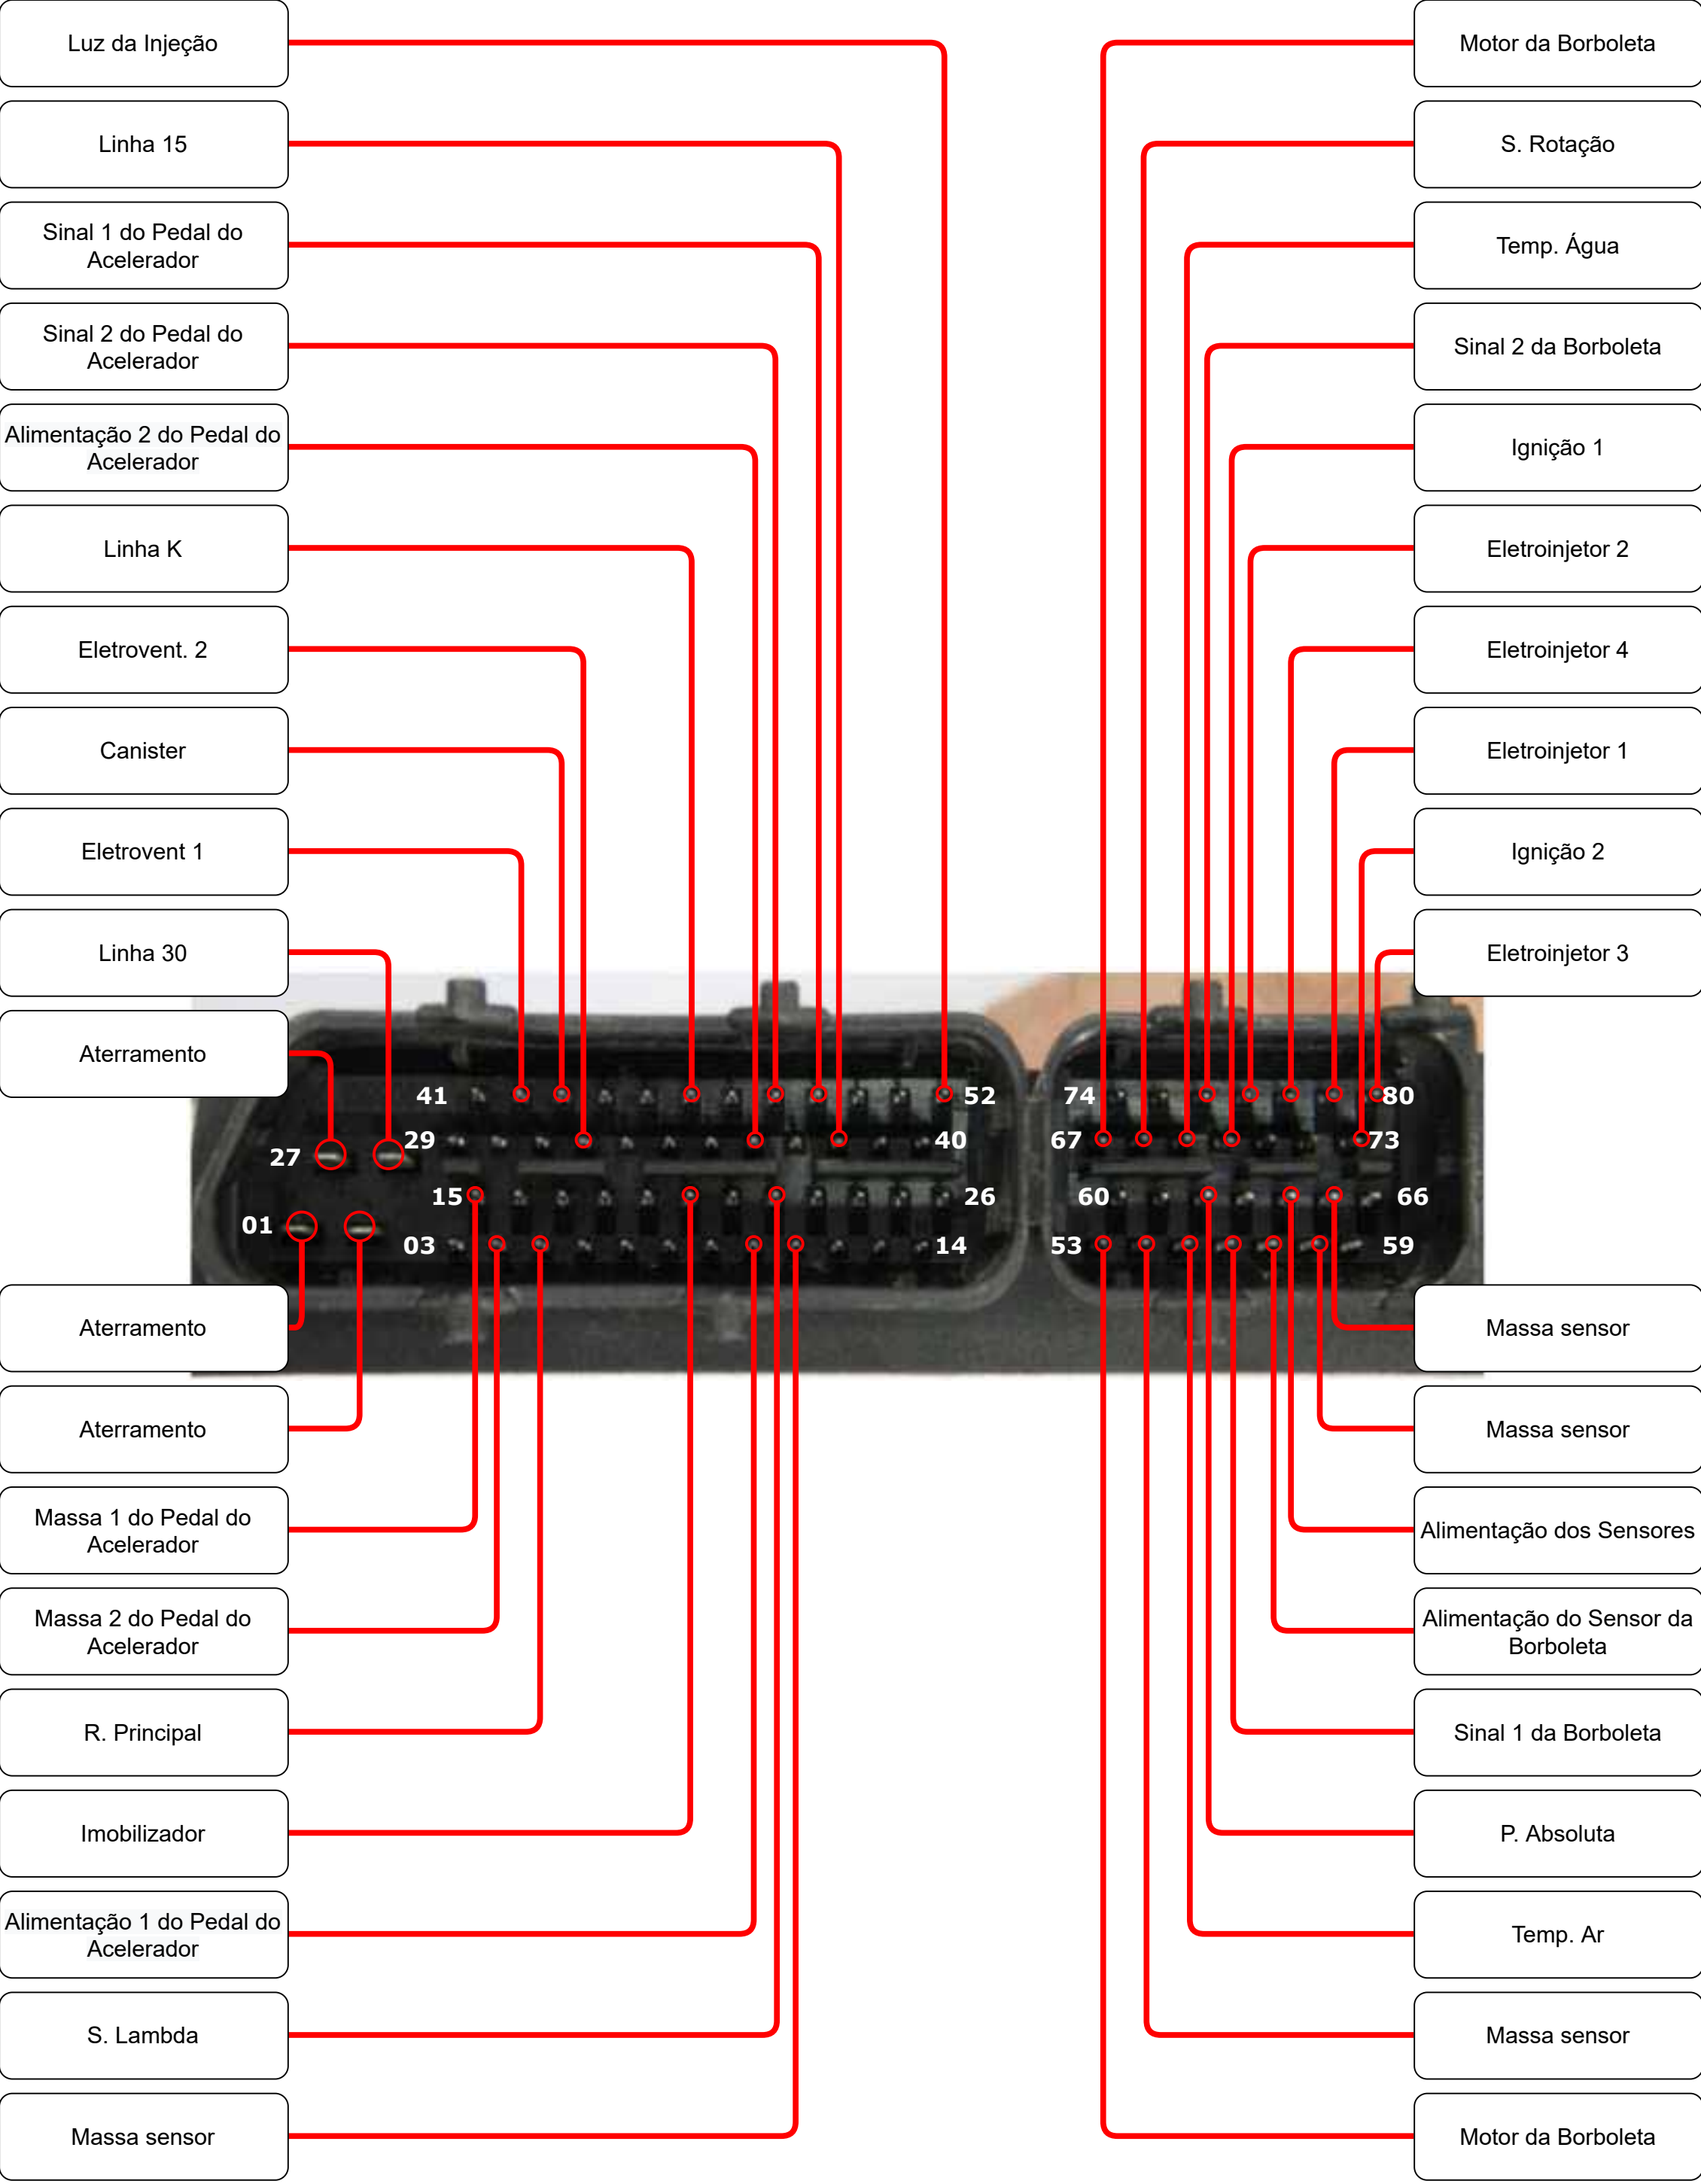 Luz da Injeção
Linha 15
Sinal 1 do Pedal do
Acelerador
Sinal 2 do Pedal do
Acelerador
Alimentação 2 do Pedal do
Acelerador
Linha K
Eletrovent. 2
Canister
Eletrovent 1
Linha 30
Aterramento
Motor da Borboleta
S. Rotação
Temp. Água
Sinal 2 da Borboleta
Ignição 1
Eletroinjetor 2
Eletroinjetor 4
Eletroinjetor 1
Ignição 2
Eletroinjetor 3
41 52 74 80
27 29 40 67 73
15 26 60 66
01 03 14 53 59
Aterramento
Aterramento
Massa 1 do Pedal do
Acelerador
Massa 2 do Pedal do
Acelerador
R. Principal
Imobilizador
Alimentação 1 do Pedal do
Acelerador
S. Lambda
Massa sensor
Massa sensor
Massa sensor
Alimentação dos Sensores
Alimentação do Sensor da
Borboleta
Sinal 1 da Borboleta
P. Absoluta
Temp. Ar
Massa sensor
Motor da Borboleta